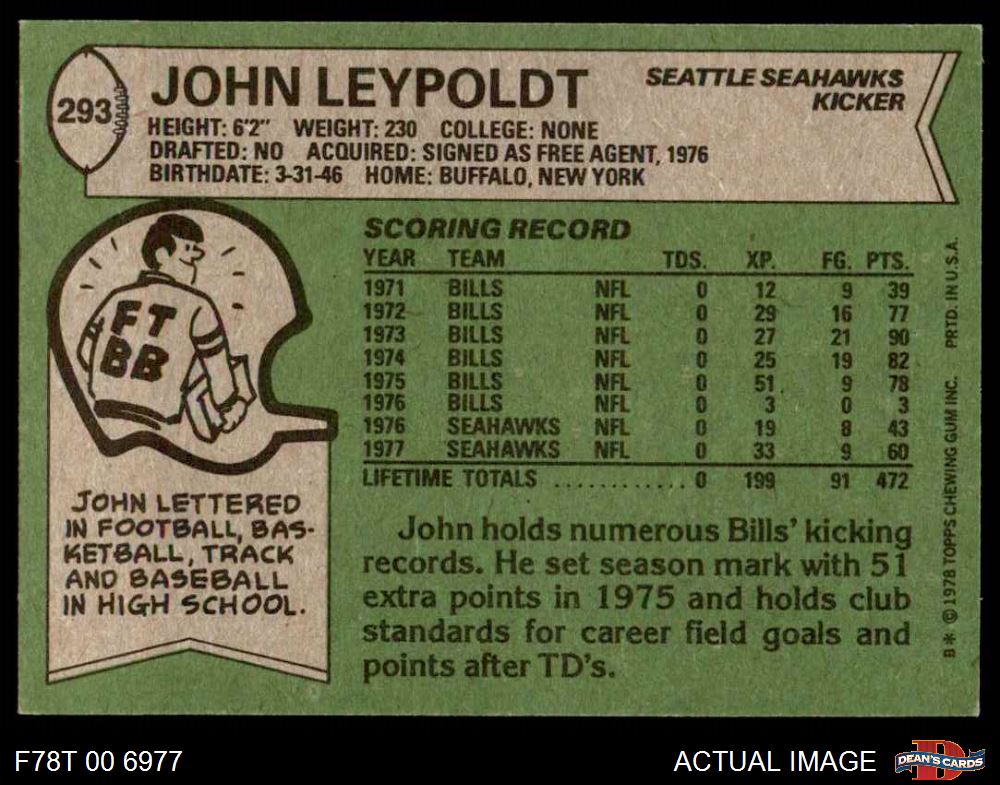 293
JOHN LEYPOLDT
SEATTLE SEAHAWKS
KICKER
HEIGHT: 6'2" WEIGHT: 230 COLLEGE: NONE
DRAFTED: NO ACQUIRED: SIGNED AS FREE AGENT, 1976
BIRTHDATE: 3-31-46 HOME: BUFFALO, NEW YORK
FT
BB
JOHN LETTERED
IN FOOTBALL, BAS-
KETBALL, TRACK
AND BASEBALL
IN HIGH SCHOOL.
SCORING RECORD
YEAR TEAM TDS. XP. FG. PTS.
1971 BILLS NFL 0 12 9 39
1972 BILLS NFL 0 29 16 77
1973 BILLS NFL 0 27 21 90
1974 BILLS NFL 0 25 19 82
1975 BILLS NFL 0 51 9 78
1976 BILLS NFL 0 3 0 3
1976 SEAHAWKS NFL 0 19 8 43
1977 SEAHAWKS NFL 0 33 9 60
LIFETIME TOTALS ............ 0 199 91 472
John holds numerous Bills' kicking
records. He set season mark with 51
extra points in 1975 and holds club
standards for career field goals and
points after TD's.
B* ©1978 TOPPS CHEWING GUM INC. PRTD. IN U.S.A.
F78T 00 6977
ACTUAL IMAGE
DEAN'S CARDS